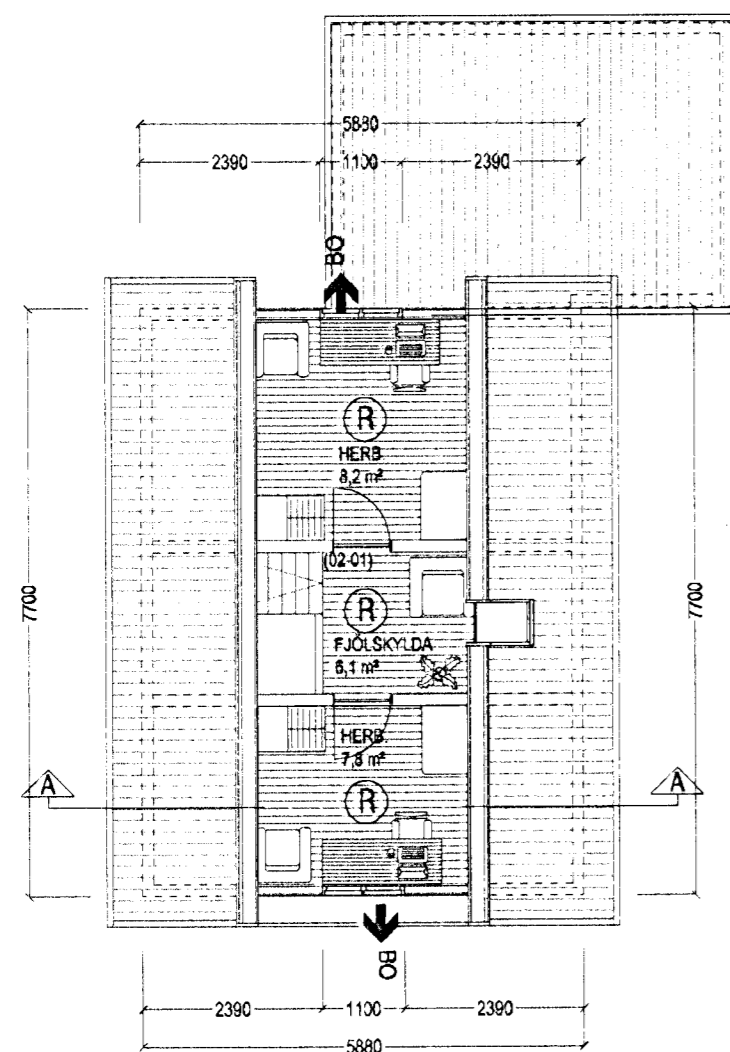 5880
2390 1100 2390
BO
R
HERB.
8,2 m²
(02-01)
7700
R
7700
FJÖLSKYLDA
6,1 m²
HERB.
7,8 m²
A
A
R
BO
2390 1100 2390
5880